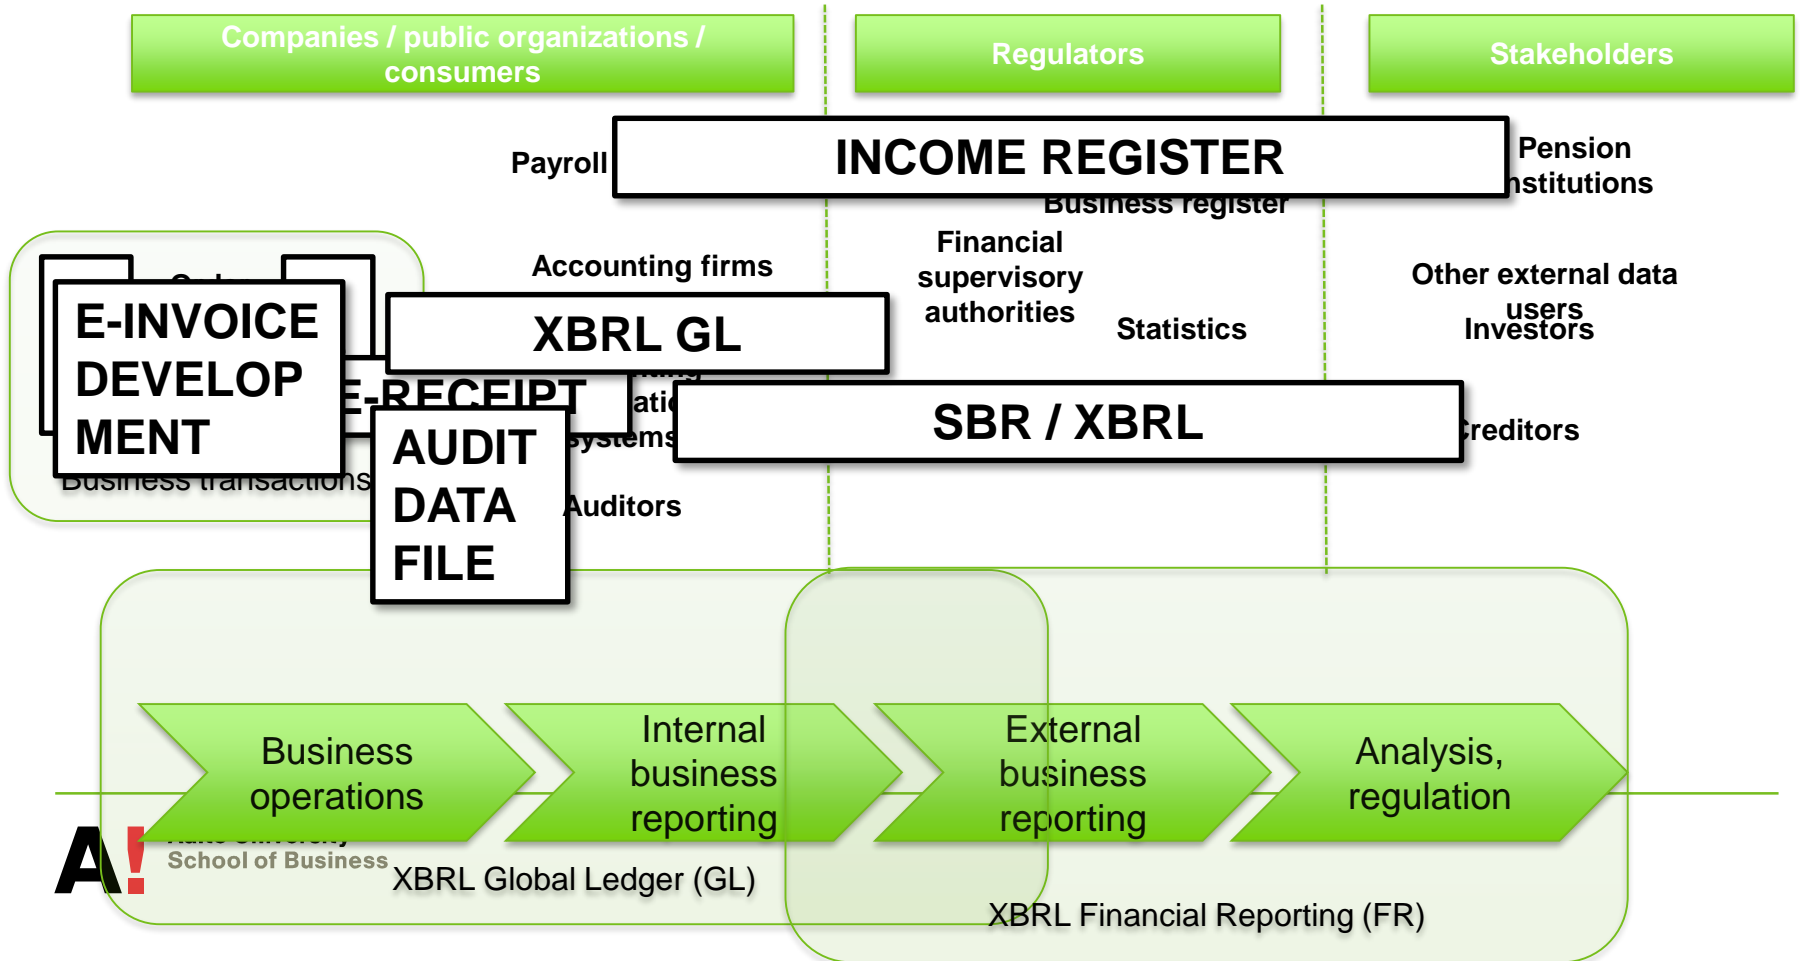 Companies / public organizations /
consumers
Regulators
Stakeholders
Payroll
INCOME REGISTER
Pension
nstitutions
Business register
Accounting firms
Financial
supervisory
authorities
Statistics
Other external data
users
Investors
E-INVOICE
DEVELOP
MENT
XBRL GL
E-RECEIPT
systems
SBR / XBRL
Creditors
AUDIT
DATA
FILE
Auditors
Business transactions
Business
operations
Internal
business
reporting
External
business
reporting
Analysis,
regulation
A!
Aalto University
School of Business
XBRL Global Ledger (GL)
XBRL Financial Reporting (FR)